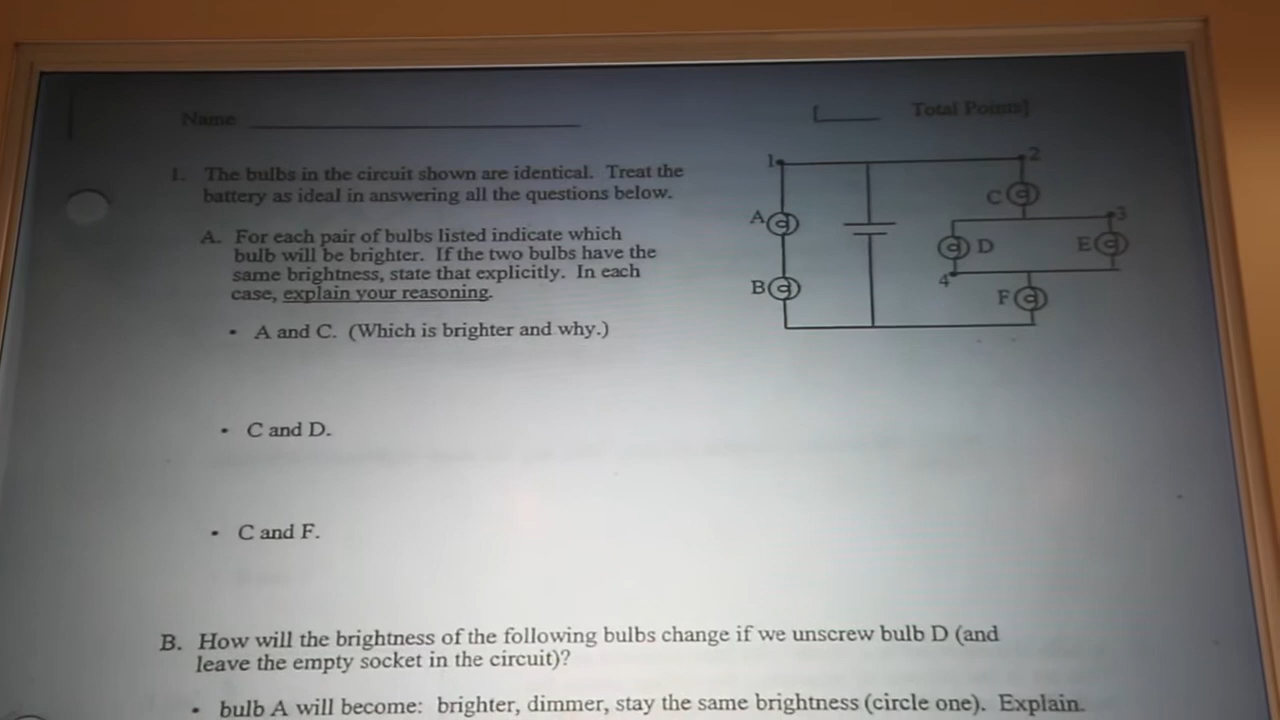 Name
[ Total Points]
1. The bulbs in the circuit shown are identical. Treat the
battery as ideal in answering all the questions below.
A. For each pair of bulbs listed indicate which
bulb will be brighter. If the two bulbs have the
same brightness, state that explicitly. In each
case, explain your reasoning.
• A and C. (Which is brighter and why.)
1
2
C
A
3
D
E
4
B
F
• C and D.
• C and F.
B. How will the brightness of the following bulbs change if we unscrew bulb D (and
leave the empty socket in the circuit)?
• bulb A will become: brighter, dimmer, stay the same brightness (circle one). Explain.